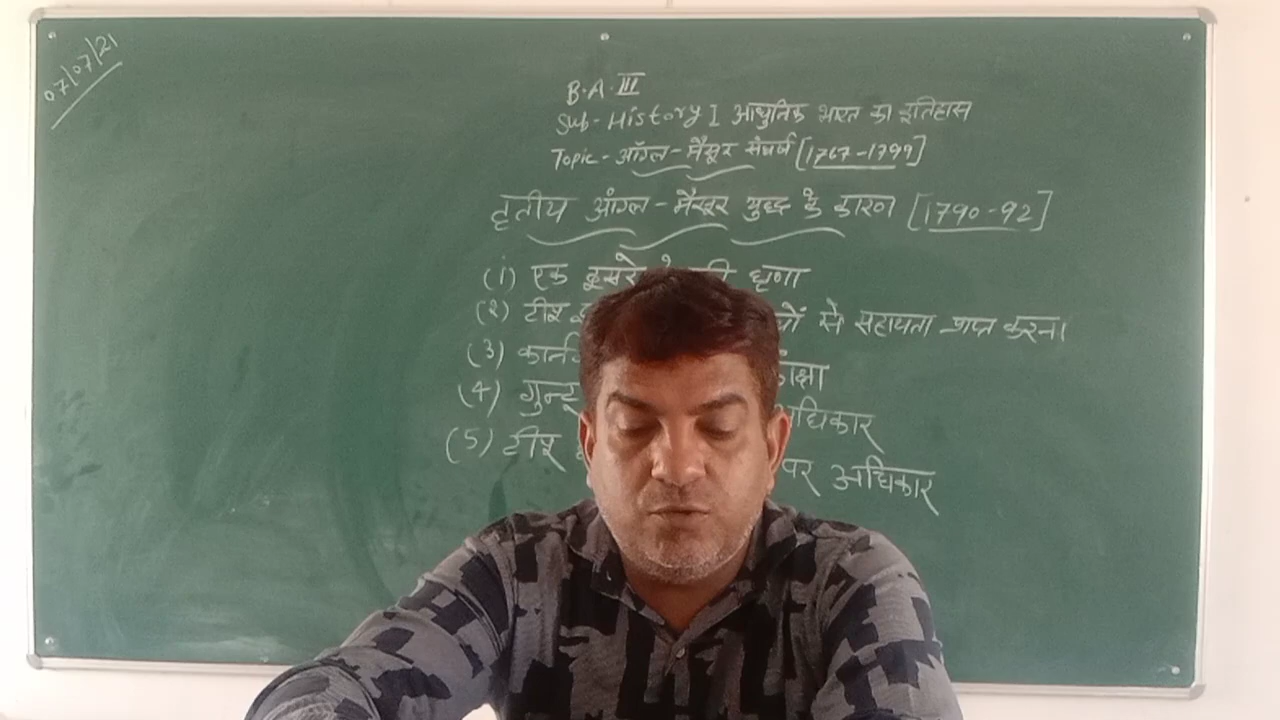 07/07/21
B.A.III
Sub-History I आधुनिक भारत का इतिहास
Topic-आँग्ल-मैसूर संघर्ष [1767-1799]
तृतीय आंग्ल-मैसूर युद्ध के कारण [1790-92]
(1) एक दूसरे घृणा
(2) टीपू से सहायता प्राप्त करना
(3)
(4) अधिकार
(5) टीपू पर अधिकार